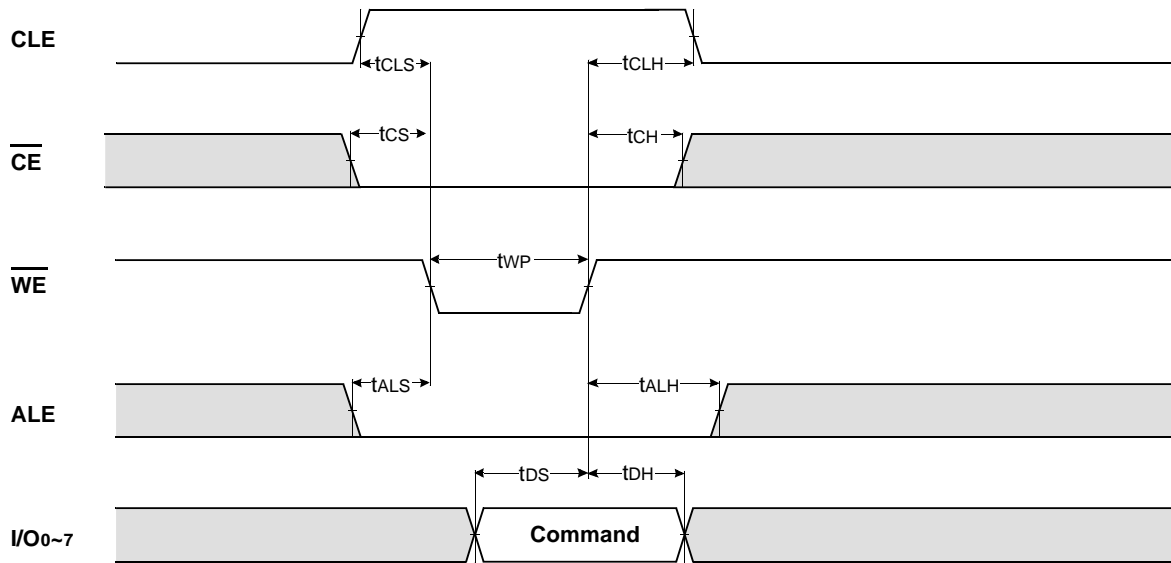 CLE
tCLS
tCLH
CE
tCS
tCH
WE
tWP
ALE
tALS
tALH
I/O0~7
tDS
tDH
Command